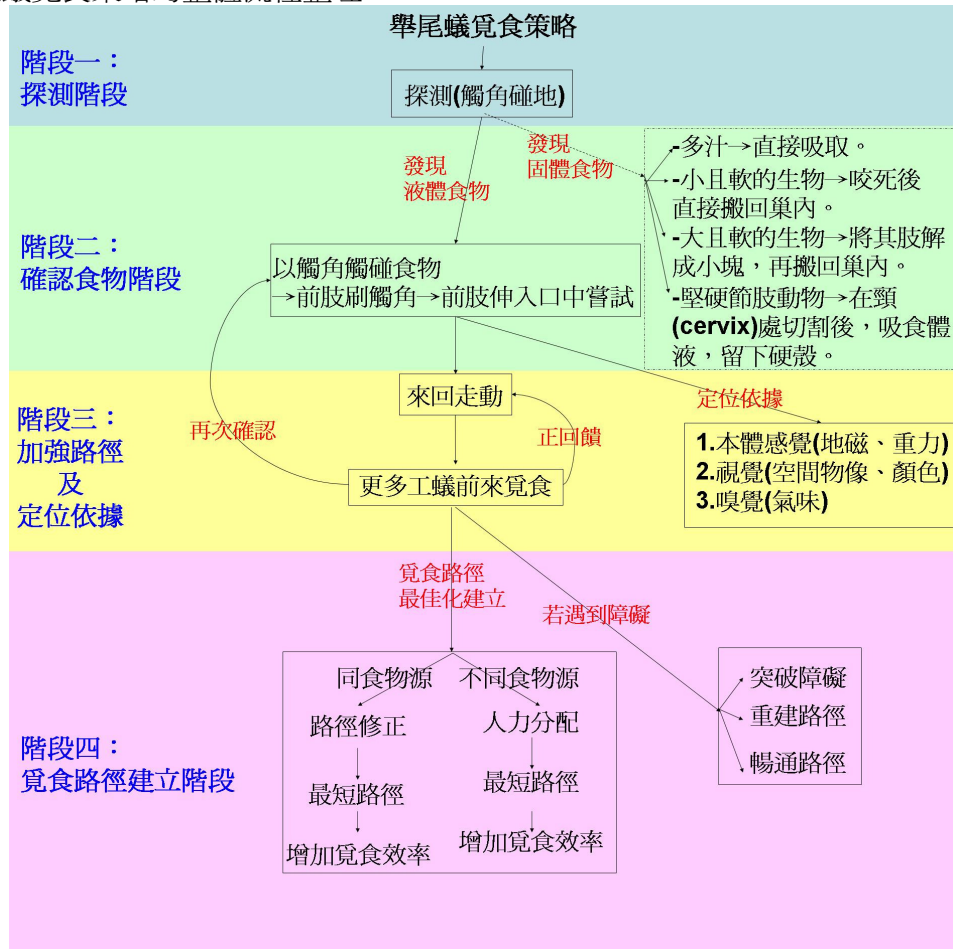 舉尾蟻覓食策略
階段一：
探測階段
探測(觸角碰地)
發現
液體食物
發現
固體食物
-多汁→直接吸取。
-小且軟的生物→咬死後
直接搬回巢內。
-大且軟的生物→將其肢解
成小塊，再搬回巢內。
-堅硬節肢動物→在頸
(cervix)處切割後，吸食體
液，留下硬殼。
階段二：
確認食物階段
以觸角觸碰食物
→前肢刷觸角→前肢伸入口中嘗試
階段三：
加強路徑
及
定位依據
來回走動
再次確認
正回饋
更多工蟻前來覓食
定位依據
1.本體感覺(地磁、重力)
2.視覺(空間物像、顏色)
3.嗅覺(氣味)
階段四：
覓食路徑建立階段
覓食路徑
最佳化建立
若遇到障礙
同食物源 不同食物源
路徑修正 人力分配
最短路徑 最短路徑
增加覓食效率 增加覓食效率
突破障礙
重建路徑
暢通路徑